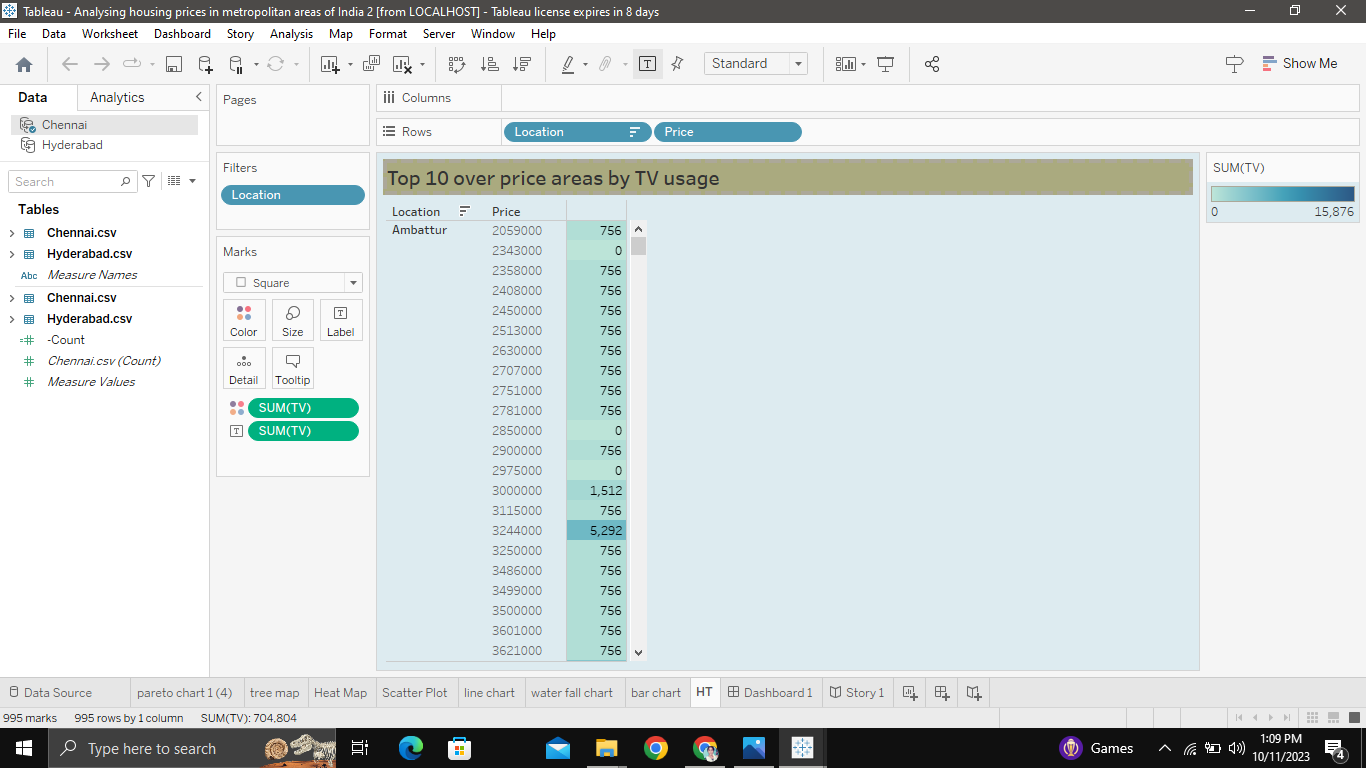 Tableau - Analysing housing prices in metropolitan areas of India 2 [from LOCALHOST] - Tableau license expires in 8 days
File Data Worksheet Dashboard Story Analysis Map Format Server Window Help
Standard
Show Me
Data Analytics
Chennai
Hyderabad
Search
Tables
Chennai.csv
Hyderabad.csv
Abc Measure Names
Chennai.csv
Hyderabad.csv
=# -Count
# Chennai.csv (Count)
# Measure Values
Pages
Filters
Location
Marks
Square
Color Size T Label
Detail Tooltip
SUM(TV)
T SUM(TV)
Columns
Rows Location Price
Top 10 over price areas by TV usage
Location Price
Ambattur 2059000 756
2343000 0
2358000 756
2408000 756
2450000 756
2513000 756
2630000 756
2707000 756
2751000 756
2781000 756
2850000 0
2900000 756
2975000 0
3000000 1,512
3115000 756
3244000 5,292
3250000 756
3486000 756
3499000 756
3500000 756
3601000 756
3621000 756
SUM(TV)
0 15,876
Data Source pareto chart 1 (4) tree map Heat Map Scatter Plot line chart water fall chart bar chart HT Dashboard 1 Story 1
995 marks 995 rows by 1 column SUM(TV): 704,804
Type here to search
Games
1:09 PM
10/11/2023
4